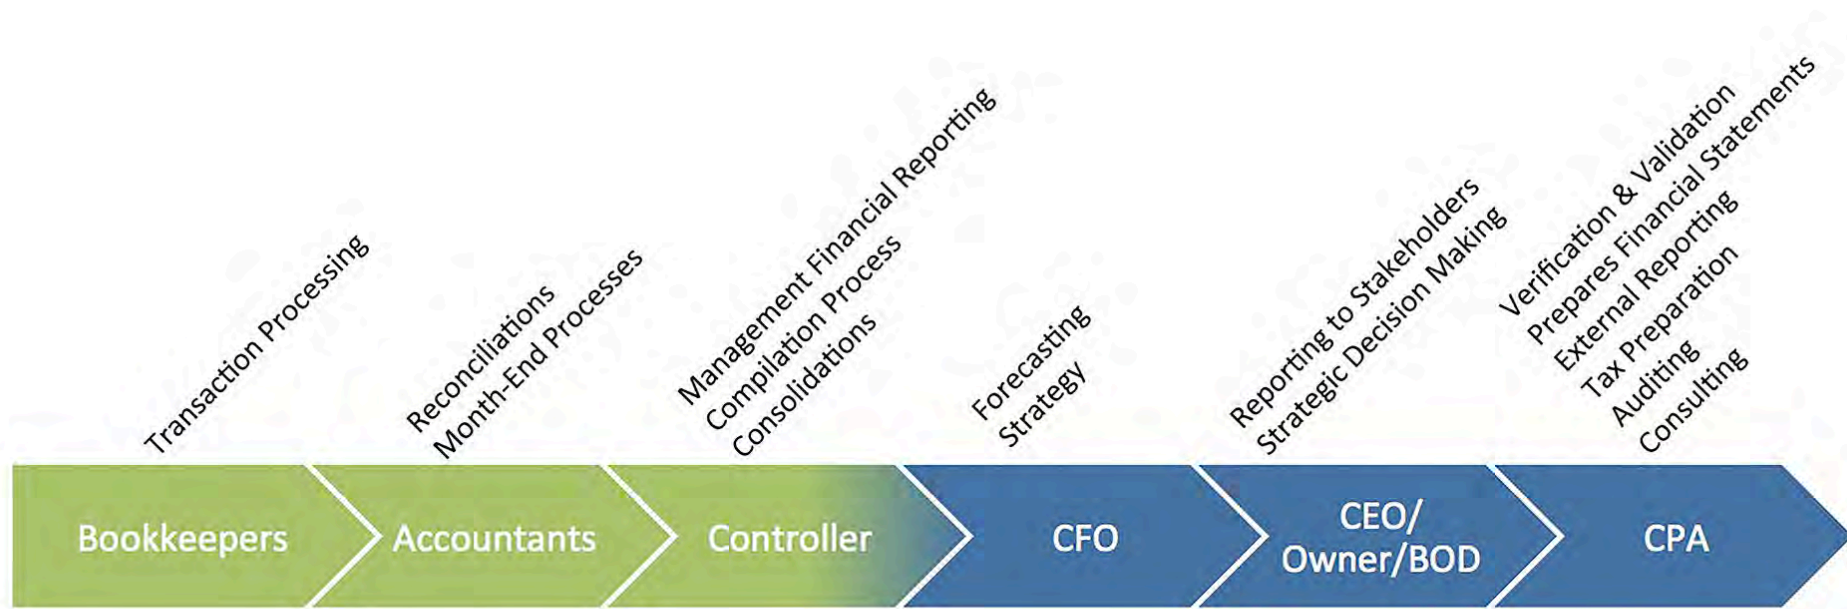 Transaction Processing
Reconciliations
Month-End Processes
Management Financial Reporting
Compilation Process
Consolidations
Forecasting
Strategy
Reporting to Stakeholders
Strategic Decision Making
Verification & Validation
Prepares Financial Statements
External Reporting
Tax Preparation
Auditing
Consulting
Bookkeepers
Accountants
Controller
CFO
CEO/
Owner/BOD
CPA